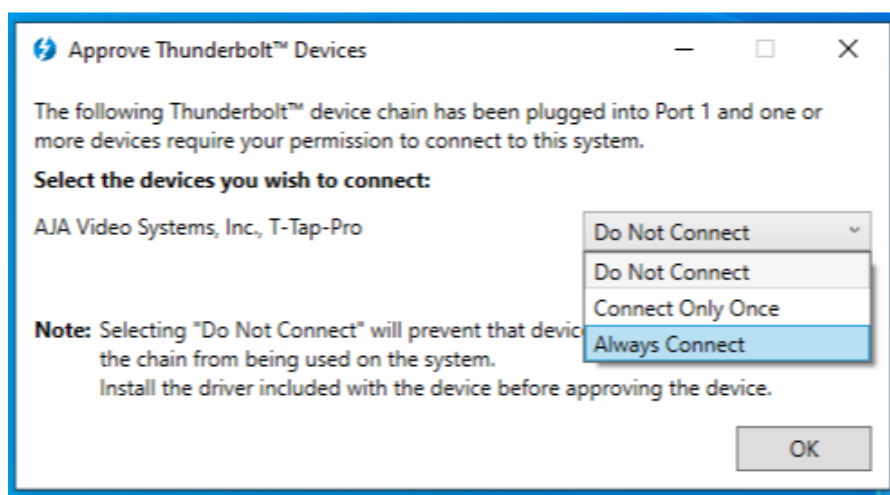 Approve Thunderbolt™ Devices
The following Thunderbolt™ device chain has been plugged into Port 1 and one or
more devices require your permission to connect to this system.
Select the devices you wish to connect:
AJA Video Systems, Inc., T-Tap-Pro
Do Not Connect
Do Not Connect
Connect Only Once
Always Connect
Note: Selecting "Do Not Connect" will prevent that
the chain from being used on the system.
Install the driver included with the device before approving the device.
OK